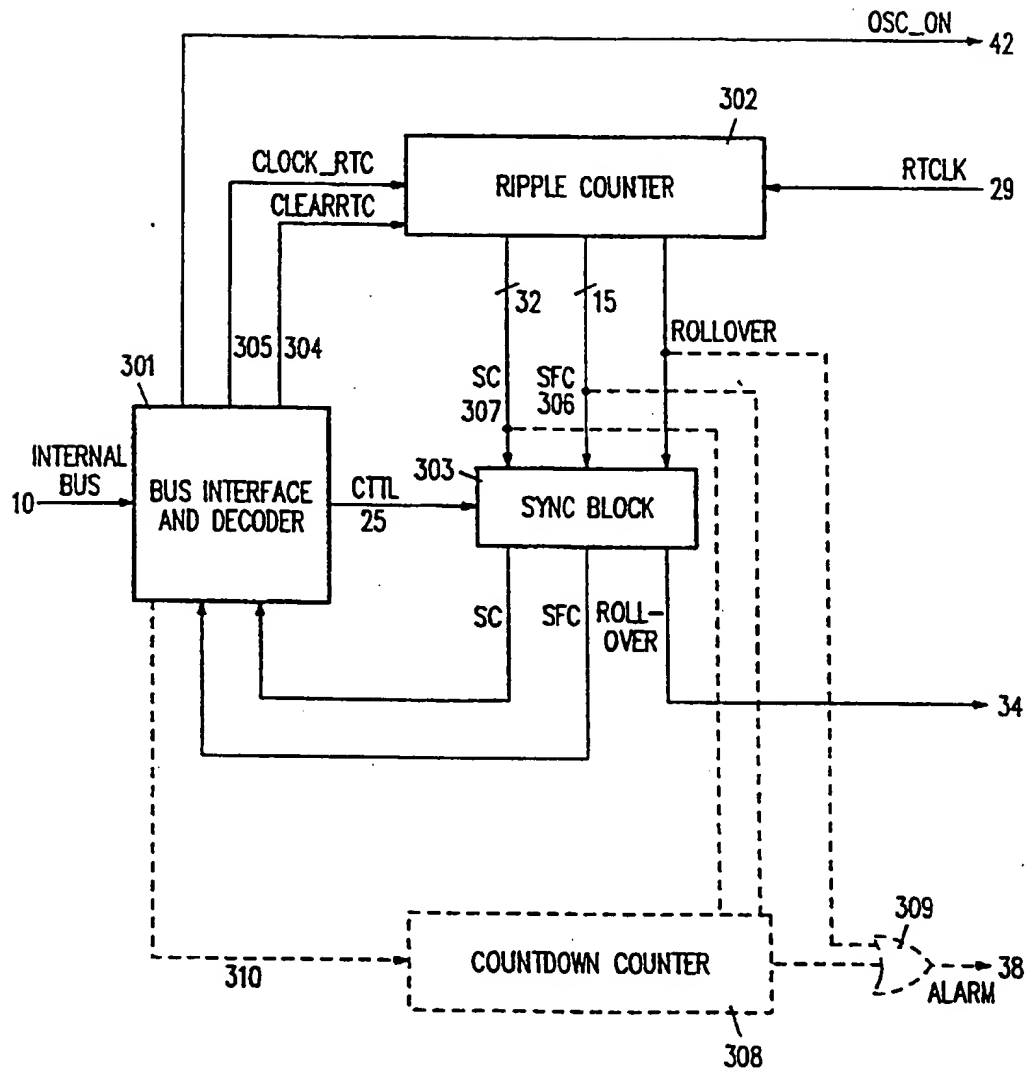 OSC_ON
42
302
CLOCK_RTC
RIPPLE COUNTER
RTCLK
29
CLEARRTC
32
15
ROLLOVER
305
304
301
SC
307
SFC
306
INTERNAL
BUS
10
BUS INTERFACE
AND DECODER
CTTL
25
303
SYNC BLOCK
SC
SFC
ROLL-
OVER
34
309
COUNTDOWN COUNTER
310
38
ALARM
308